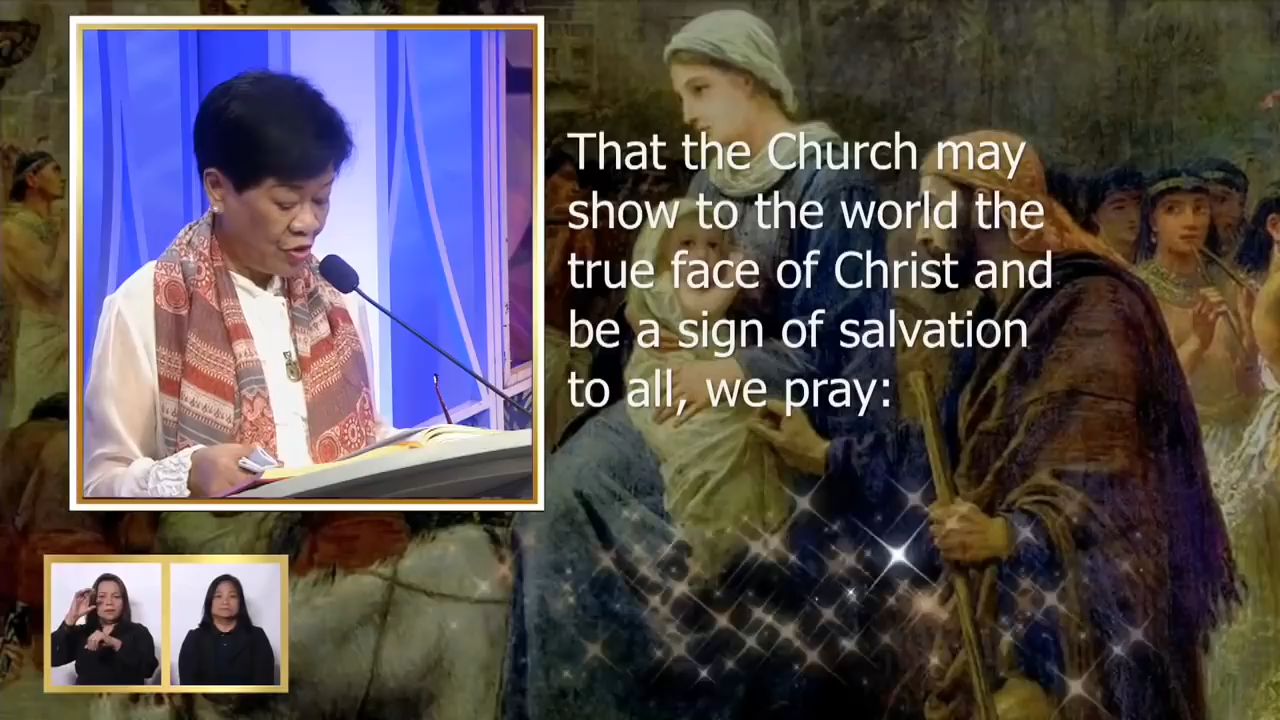 That the Church may
show to the world the
true face of Christ and
be a sign of salvation
to all, we pray: